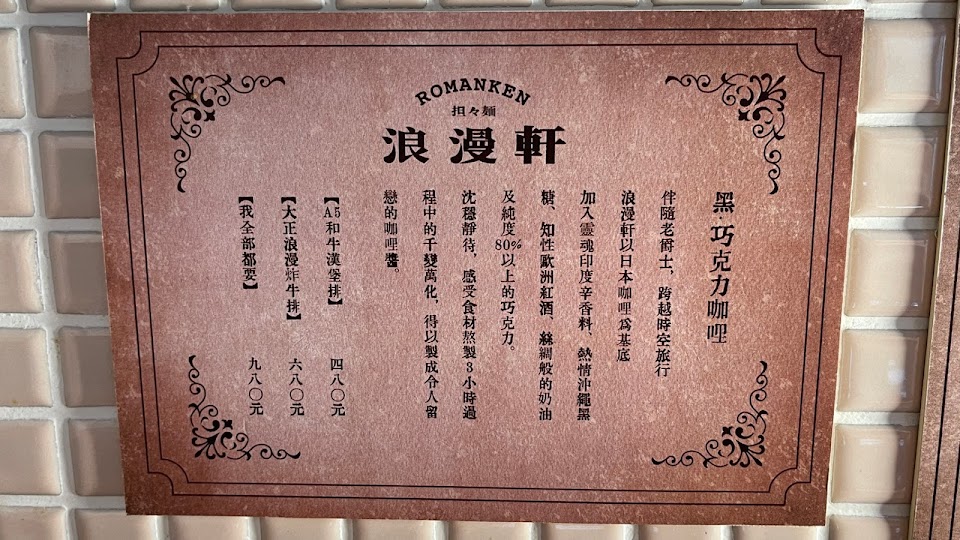 ROMANKEN
担々麺
浪漫軒
黑·巧克力咖哩
伴隨老爵士，跨越時空旅行
浪漫軒以日本咖哩為基底
加入靈魂印度辛香料、熱情沖繩黑
糖、知性歐洲紅酒、絲綢般的奶油
及純度80%以上的巧克力。
沈穩靜待，感受食材熬製3小時過
程中的千變萬化，得以製成令人留
戀的咖哩醬。
【A5和牛漢堡排】 四八〇元
【大正浪漫炸牛排】 六八〇元
【我全部都要】 九八〇元